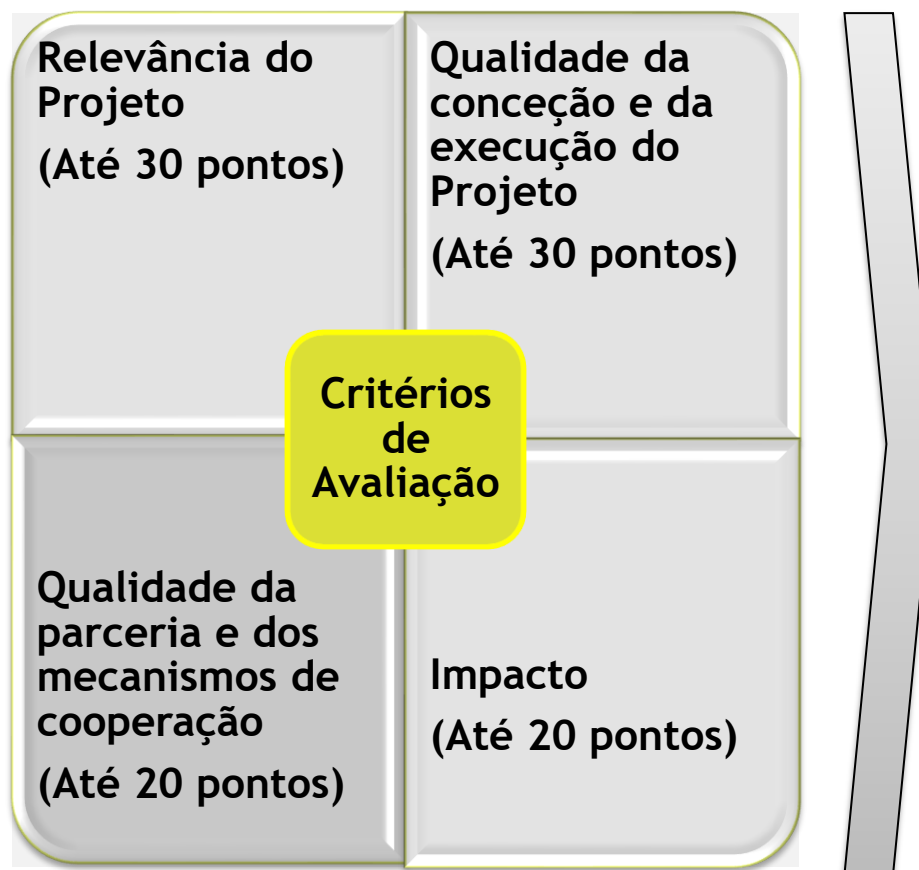 Relevância do
Projeto
(Até 30 pontos)
Qualidade da
conceção e da
execução do
Projeto
(Até 30 pontos)
Critérios
de
Avaliação
Qualidade da
parceria e dos
mecanismos de
cooperação
(Até 20 pontos)
Impacto
(Até 20 pontos)